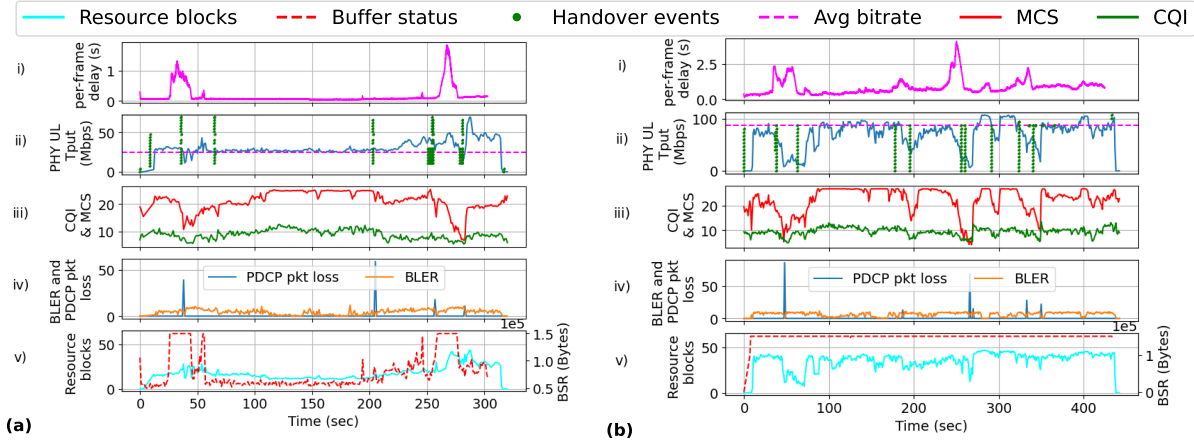 Resource blocks Buffer status Handover events Avg bitrate MCS CQI
i)
per-frame
delay (s)
1
0
ii)
PHY UL
Tput
(Mbps)
50
0
iii)
CQI
& MCS
20
10
iv)
BLER and
PDCP pkt
loss
50
0
PDCP pkt loss BLER
1e5
v)
Resource
blocks
50
0
1.5
1.0
0.5
BSR (Bytes)
0 50 100 150 200 250 300
Time (sec)
(a)
i)
per-frame
delay (s)
2.5
0.0
ii)
PHY UL
Tput
(Mbps)
100
0
iii)
CQI
& MCS
20
10
iv)
BLER and
PDCP pkt
loss
50
0
PDCP pkt loss BLER
1e5
v)
Resource
blocks
50
0
1
0
BSR (Bytes)
0 100 200 300 400
Time (sec)
(b)